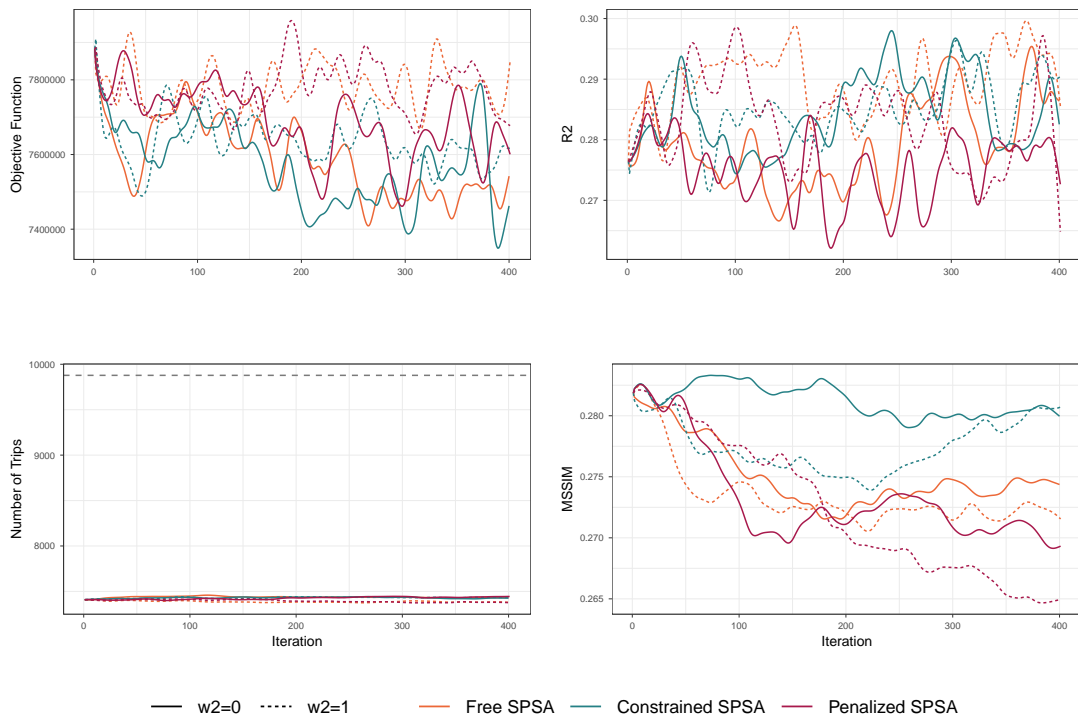 Objective Function
7800000
7600000
7400000
0 100 200 300 400
R2
0.30
0.29
0.28
0.27
0 100 200 300 400
Number of Trips
10000
9000
8000
0 100 200 300 400
Iteration
MSSIM
0.280
0.275
0.270
0.265
0 100 200 300 400
Iteration
w2=0 w2=1 Free SPSA Constrained SPSA Penalized SPSA